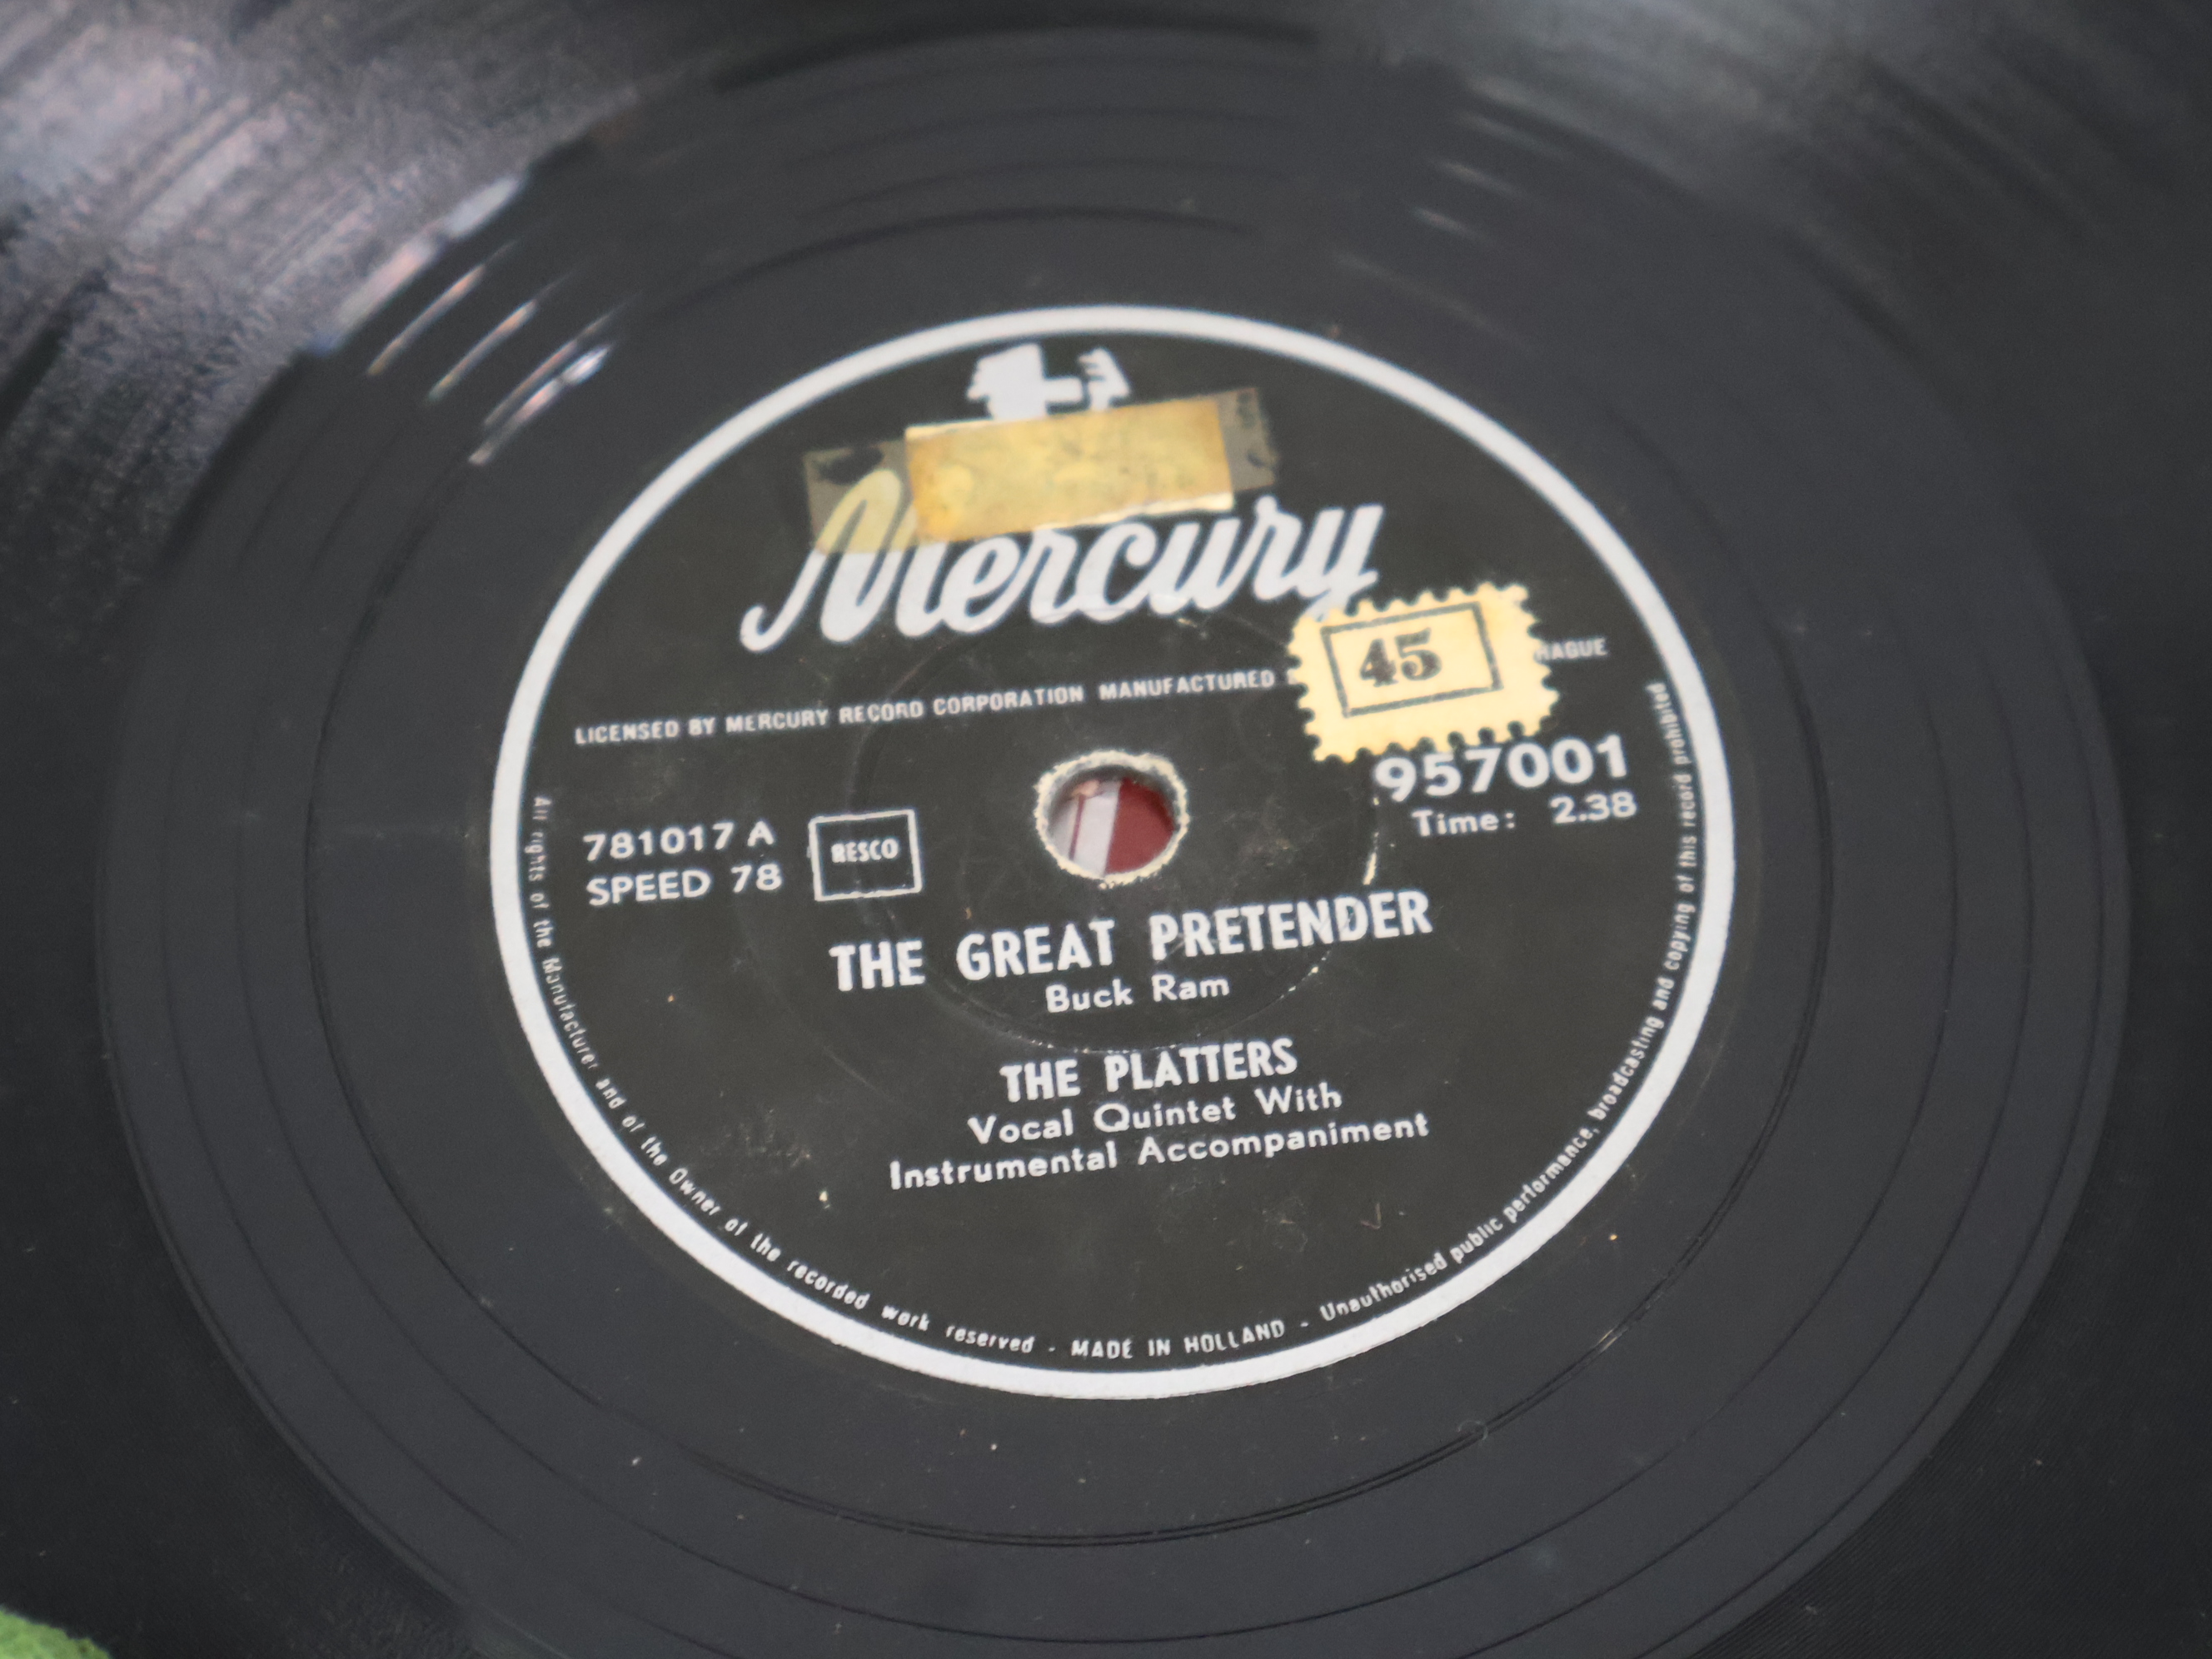 Mercury
45
LICENSED BY MERCURY RECORD CORPORATION MANUFACTURED
957001
Time: 2.38
781017 A
SPEED 78
RESCO
THE GREAT PRETENDER
Buck Ram
THE PLATTERS
Vocal Quintet With
Instrumental Accompaniment
All rights of the Manufacturer and of the Owner of the recorded work reserved - MADE IN HOLLAND - Unauthorised public performance, broadcasting and copying of this record prohibited